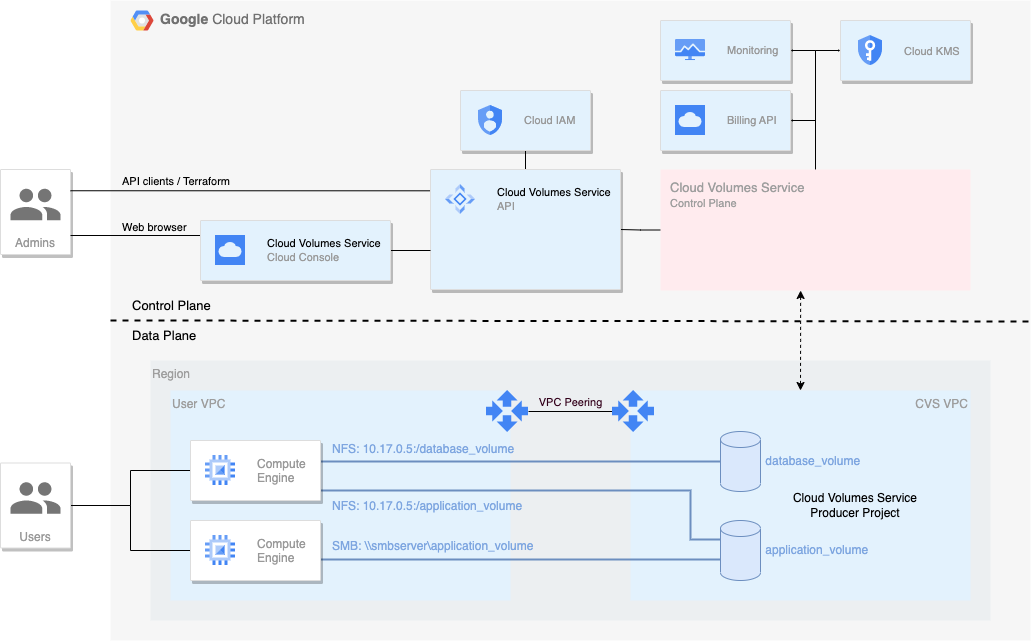 Google Cloud Platform
Monitoring
Cloud KMS
Billing API
Cloud IAM
API clients / Terraform
Cloud Volumes Service
API
Cloud Volumes Service
Control Plane
Admins
Web browser
Cloud Volumes Service
Cloud Console
Control Plane
Data Plane
Region
User VPC
VPC Peering
CVS VPC
NFS: 10.17.0.5:/database_volume
Compute
Engine
database_volume
NFS: 10.17.0.5:/application_volume
Cloud Volumes Service
Producer Project
Users
Compute
Engine
SMB: \\smbserver\application_volume
application_volume